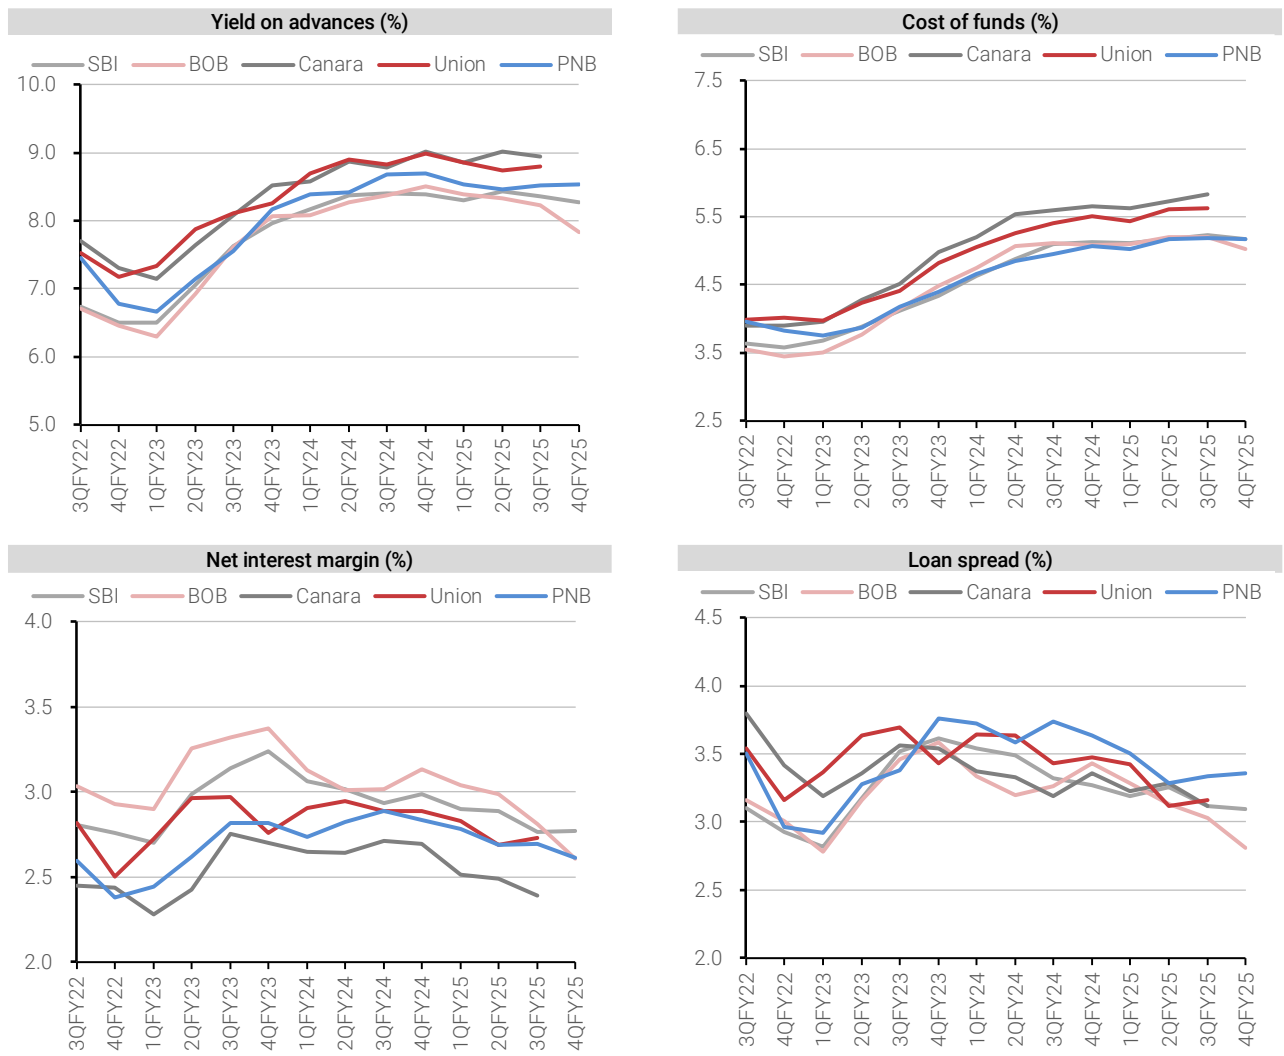 Yield on advances (%)
SBI BOB Canara Union PNB
10.0
9.0
8.0
7.0
6.0
5.0
3QFY22 4QFY22 1QFY23 2QFY23 3QFY23 4QFY23 1QFY24 2QFY24 3QFY24 4QFY24 1QFY25 2QFY25 3QFY25 4QFY25
Cost of funds (%)
SBI BOB Canara Union PNB
7.5
6.5
5.5
4.5
3.5
2.5
3QFY22 4QFY22 1QFY23 2QFY23 3QFY23 4QFY23 1QFY24 2QFY24 3QFY24 4QFY24 1QFY25 2QFY25 3QFY25 4QFY25
Net interest margin (%)
SBI BOB Canara Union PNB
4.0
3.5
3.0
2.5
2.0
3QFY22 4QFY22 1QFY23 2QFY23 3QFY23 4QFY23 1QFY24 2QFY24 3QFY24 4QFY24 1QFY25 2QFY25 3QFY25 4QFY25
Loan spread (%)
SBI BOB Canara Union PNB
4.5
4.0
3.5
3.0
2.5
2.0
3QFY22 4QFY22 1QFY23 2QFY23 3QFY23 4QFY23 1QFY24 2QFY24 3QFY24 4QFY24 1QFY25 2QFY25 3QFY25 4QFY25